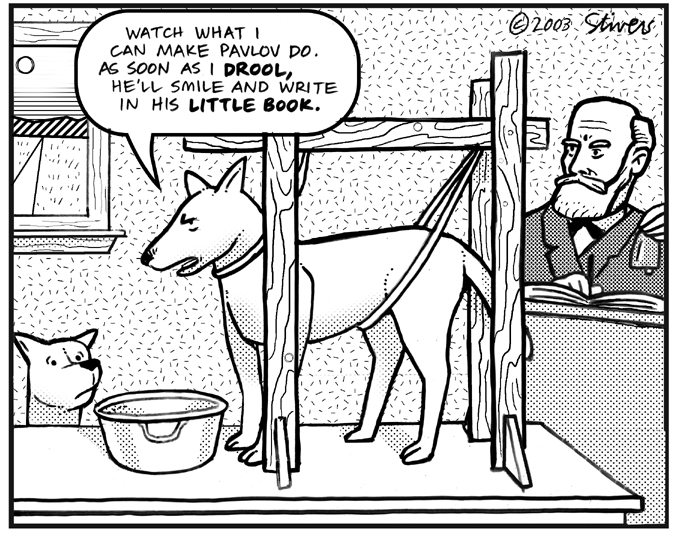 WATCH WHAT I
CAN MAKE PAVLOV DO.
AS SOON AS I DROOL,
HE'LL SMILE AND WRITE
IN HIS LITTLE BOOK.
© 2003 Stivers